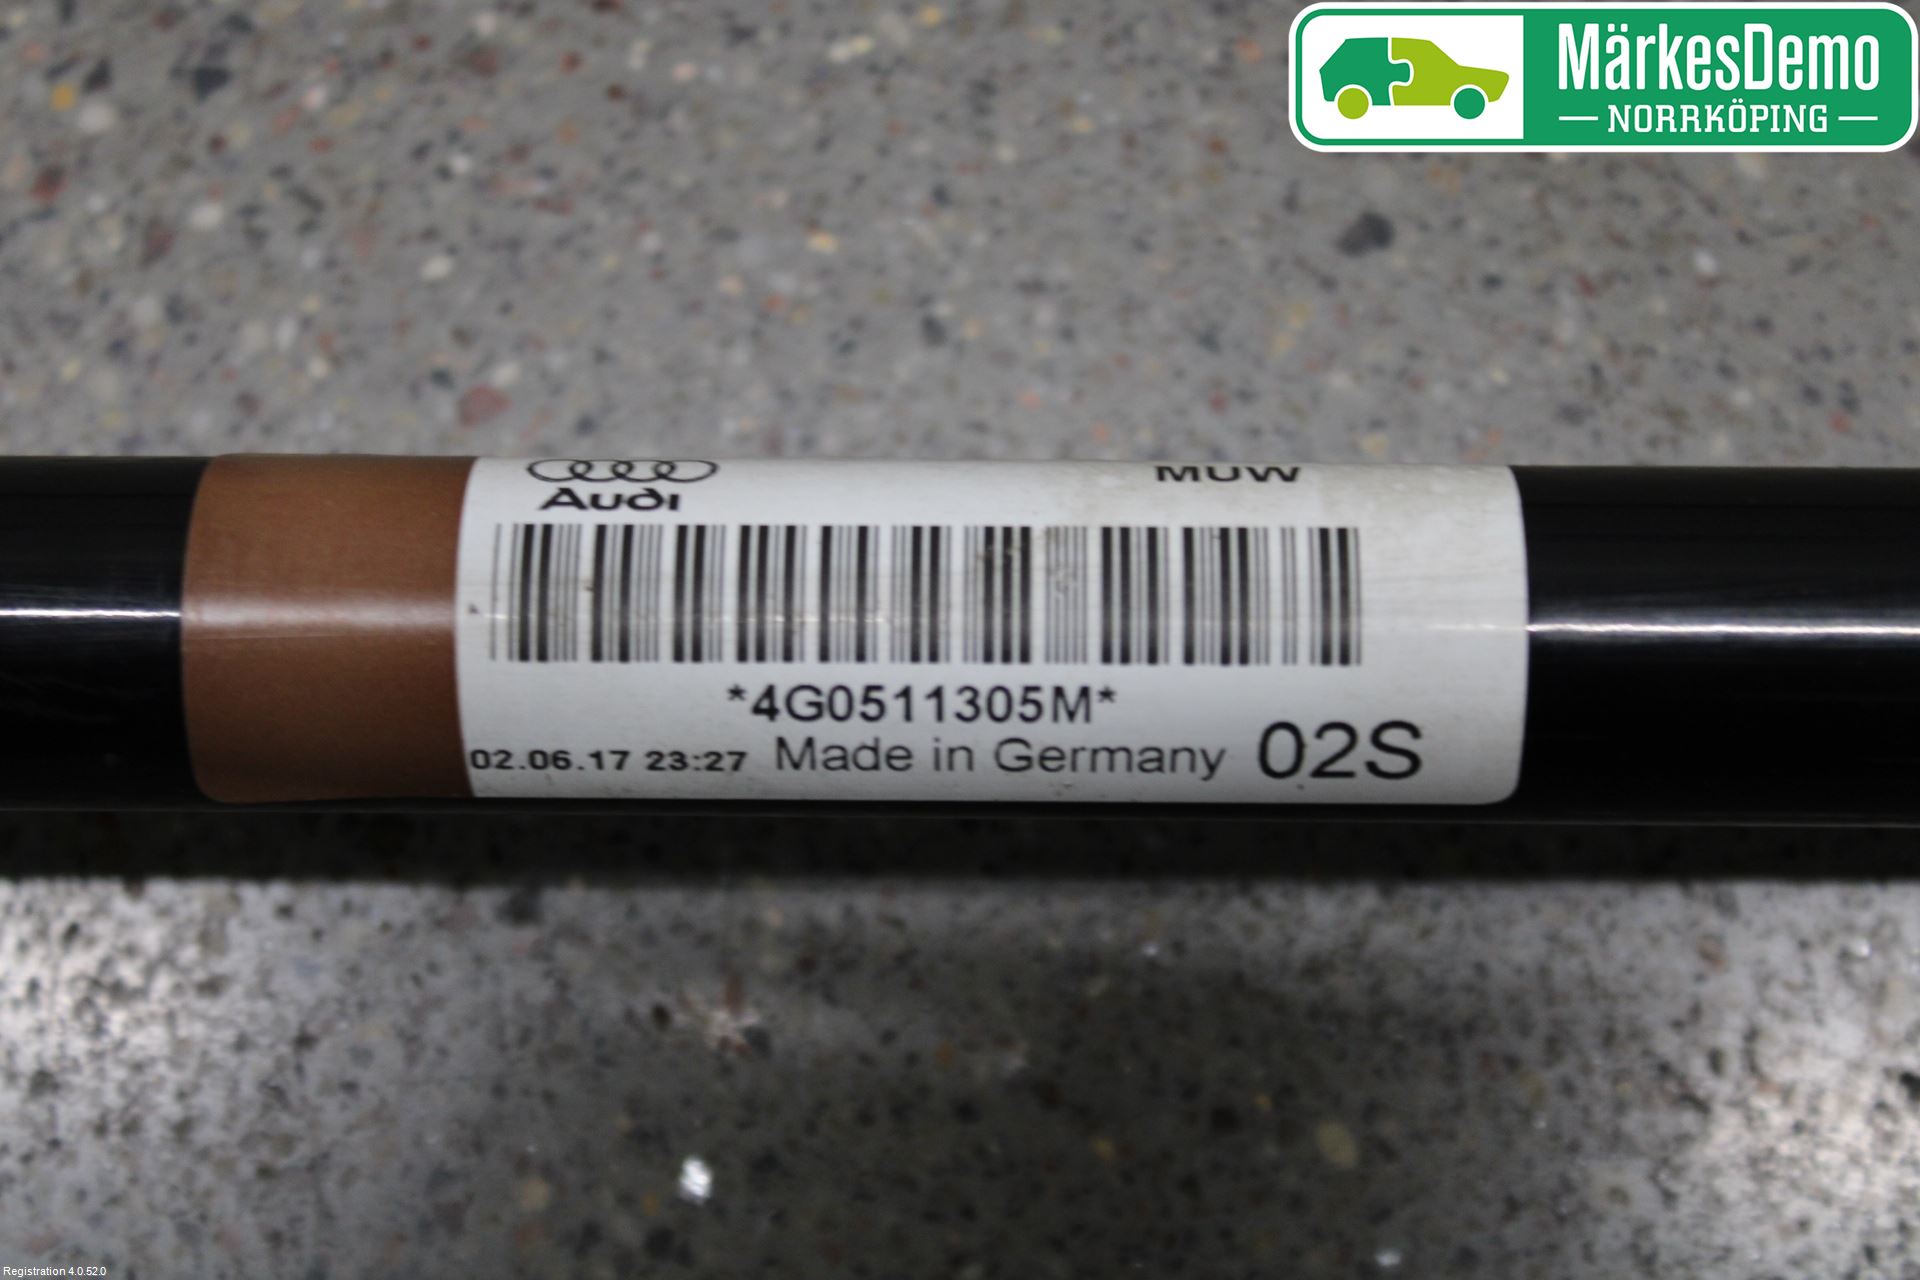 MärkesDemo
NORRKÖPING
Audi
MUW
*4G0511305M*
02.06.17 23:27 Made in Germany 02S
Registration 4.0.52.0